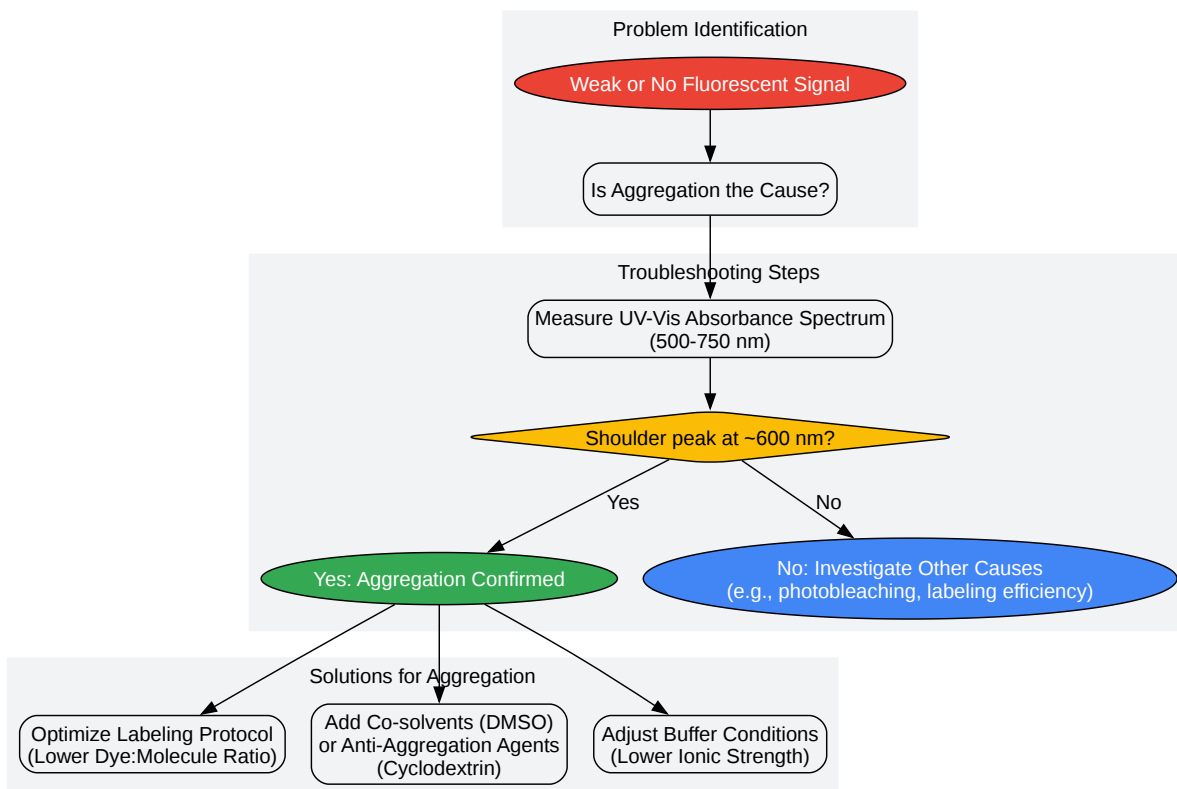 Problem Identification
Weak or No Fluorescent Signal
Is Aggregation the Cause?
Troubleshooting Steps
Measure UV-Vis Absorbance Spectrum
(500-750 nm)
Shoulder peak at ~600 nm?
Yes
No
Yes: Aggregation Confirmed
No: Investigate Other Causes
(e.g., photobleaching, labeling efficiency)
Solutions for Aggregation
Optimize Labeling Protocol
(Lower Dye:Molecule Ratio)
Add Co-solvents (DMSO)
or Anti-Aggregation Agents
(Cyclodextrin)
Adjust Buffer Conditions
(Lower Ionic Strength)